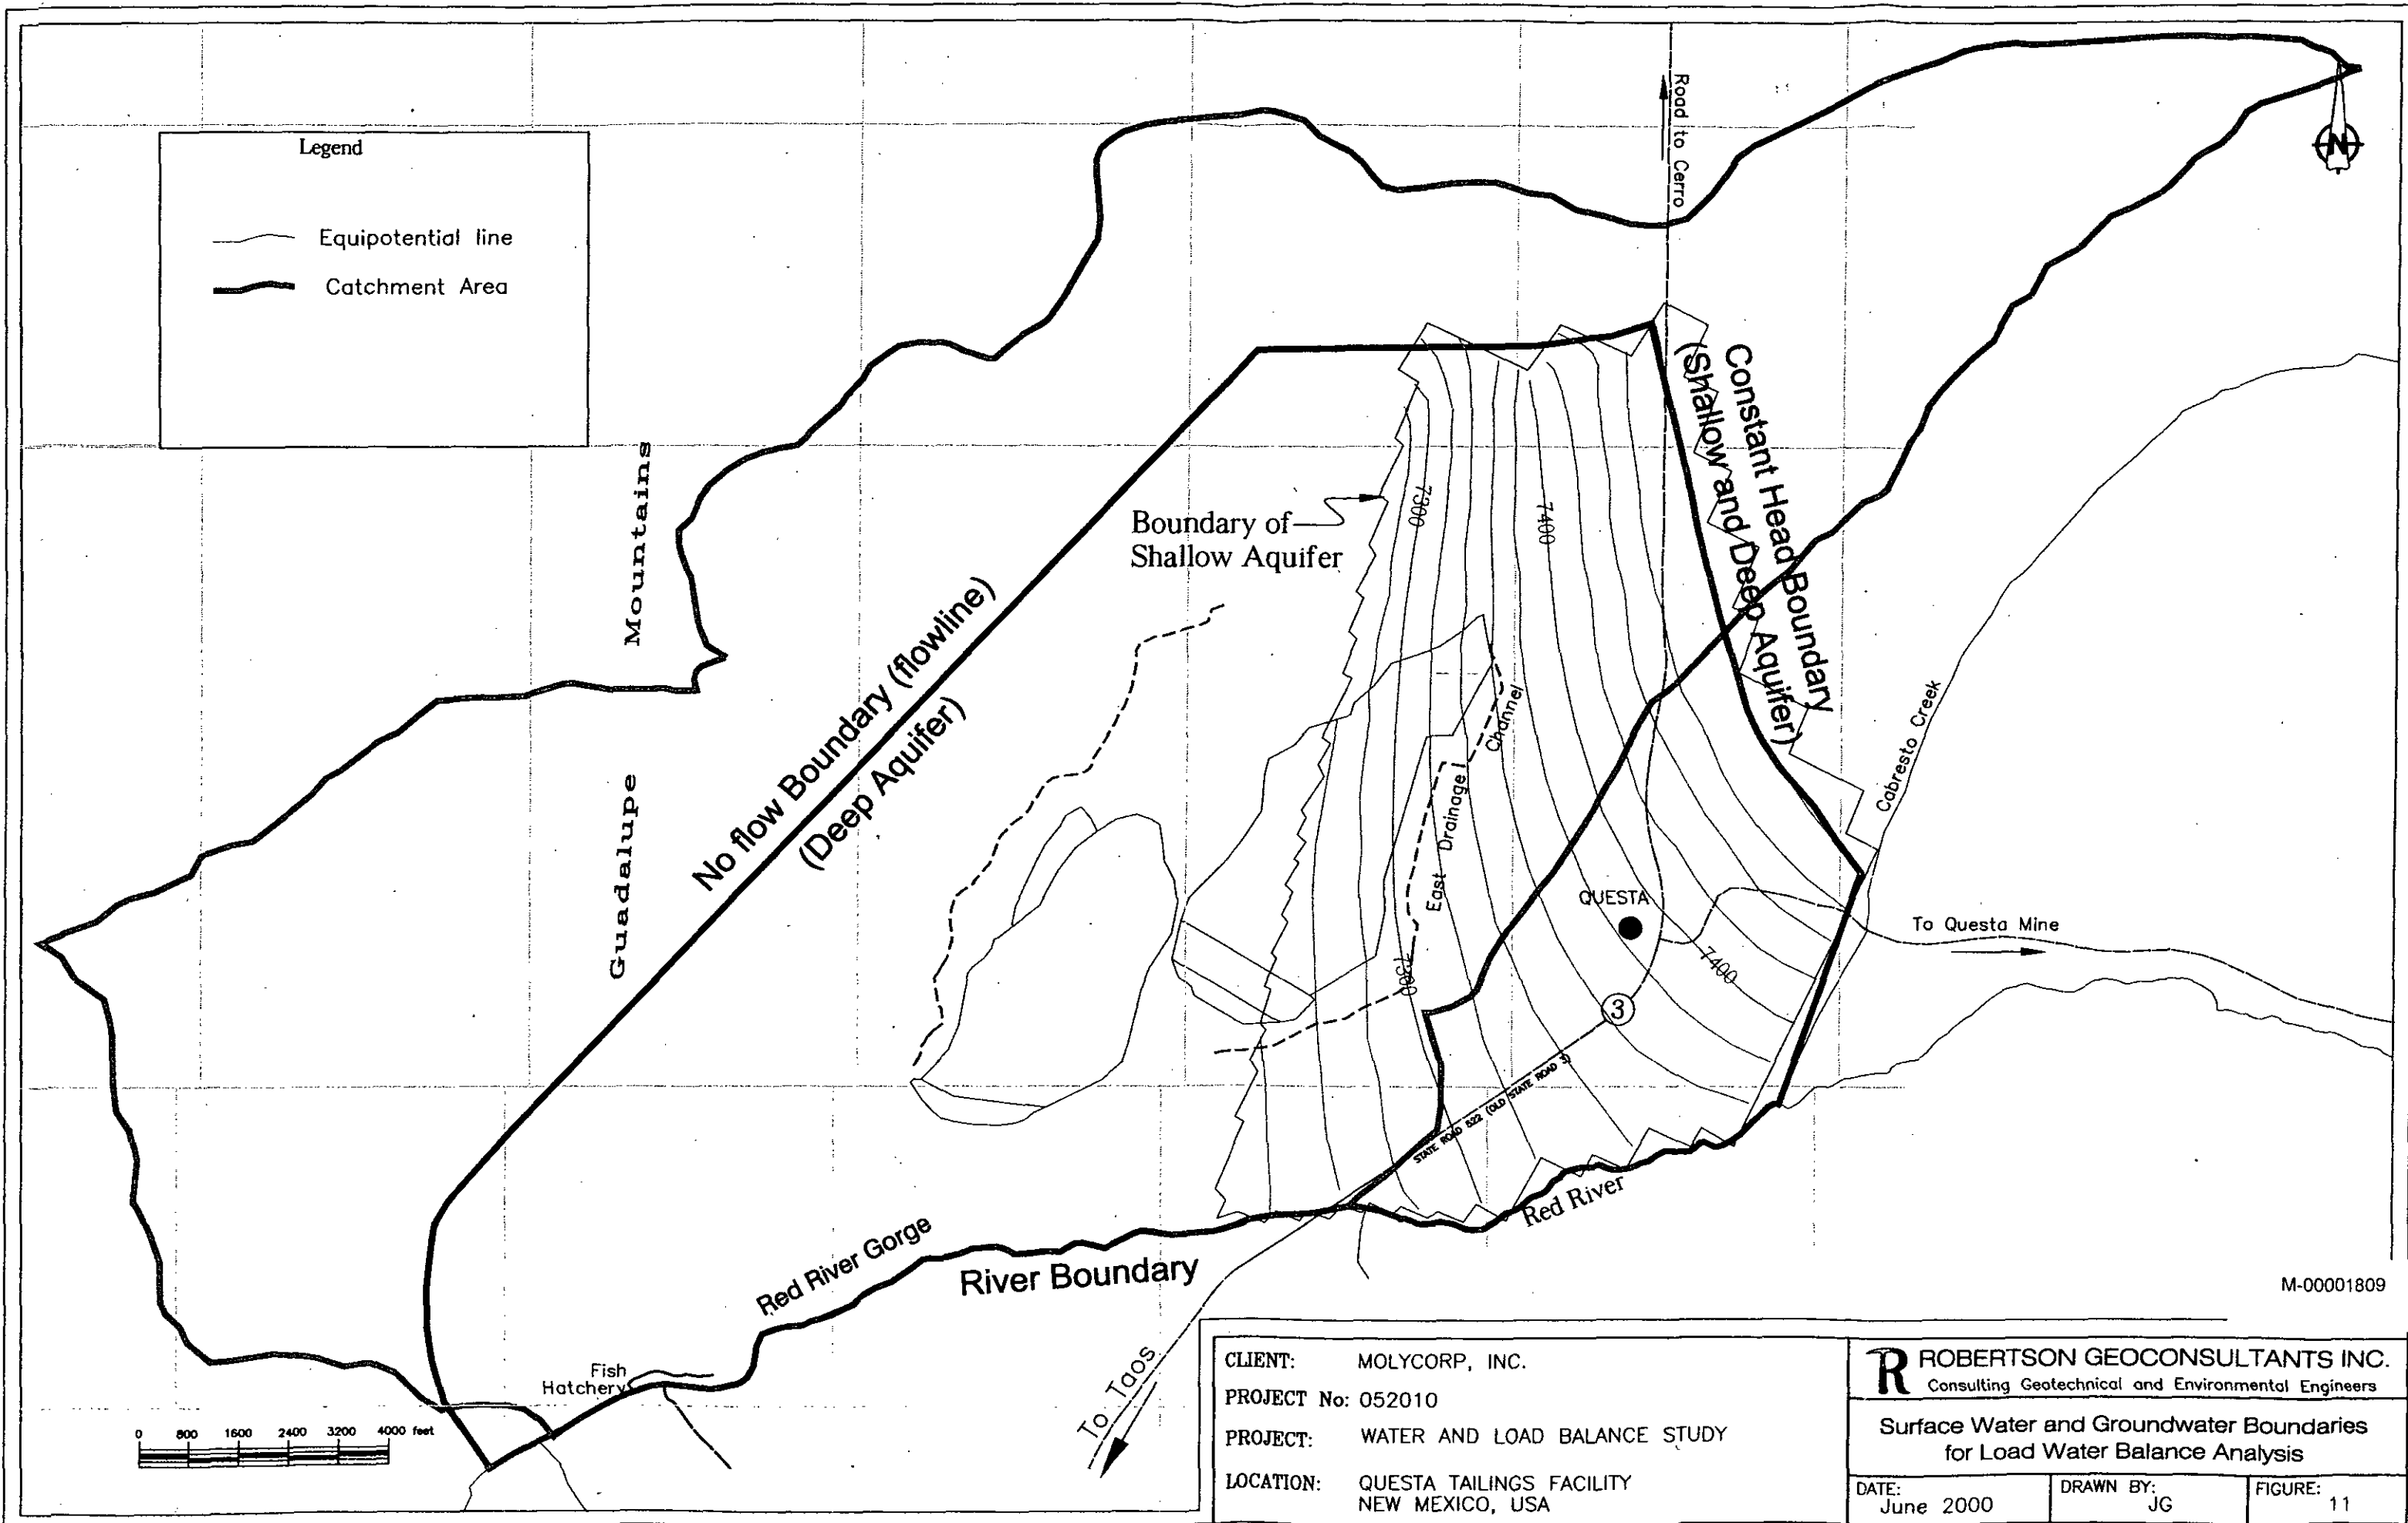 Legend
Equipotential line
Catchment Area
Road to Cerro
N
Guadalupe Mountains
Boundary of
Shallow Aquifer
7300
7400
Constant Head Boundary
(Shallow and Deep Aquifer)
No flow Boundary (flowline)
(Deep Aquifer)
East Drainage Channel
Cabresto Creek
QUESTA
To Questa Mine
7300
7400
3
STATE ROAD 522 (OLD STATE ROAD 3)
Red River
Red River Gorge
River Boundary
Fish
Hatchery
To Taos
0 800 1600 2400 3200 4000 feet
M-00001809
CLIENT: MOLYCORP, INC.
PROJECT No: 052010
PROJECT: WATER AND LOAD BALANCE STUDY
LOCATION: QUESTA TAILINGS FACILITY
NEW MEXICO, USA
R ROBERTSON GEOCONSULTANTS INC.
Consulting Geotechnical and Environmental Engineers
Surface Water and Groundwater Boundaries
for Load Water Balance Analysis
DATE: June 2000
DRAWN BY: JG
FIGURE: 11